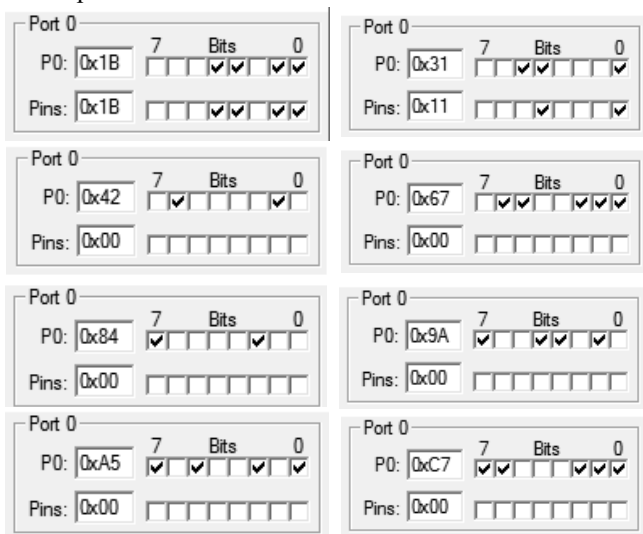 Port 0
7 Bits 0
P0: 0x1B
Pins: 0x1B
Port 0
7 Bits 0
P0: 0x31
Pins: 0x11
Port 0
7 Bits 0
P0: 0x42
Pins: 0x00
Port 0
7 Bits 0
P0: 0x67
Pins: 0x00
Port 0
7 Bits 0
P0: 0x84
Pins: 0x00
Port 0
7 Bits 0
P0: 0x9A
Pins: 0x00
Port 0
7 Bits 0
P0: 0xA5
Pins: 0x00
Port 0
7 Bits 0
P0: 0xC7
Pins: 0x00